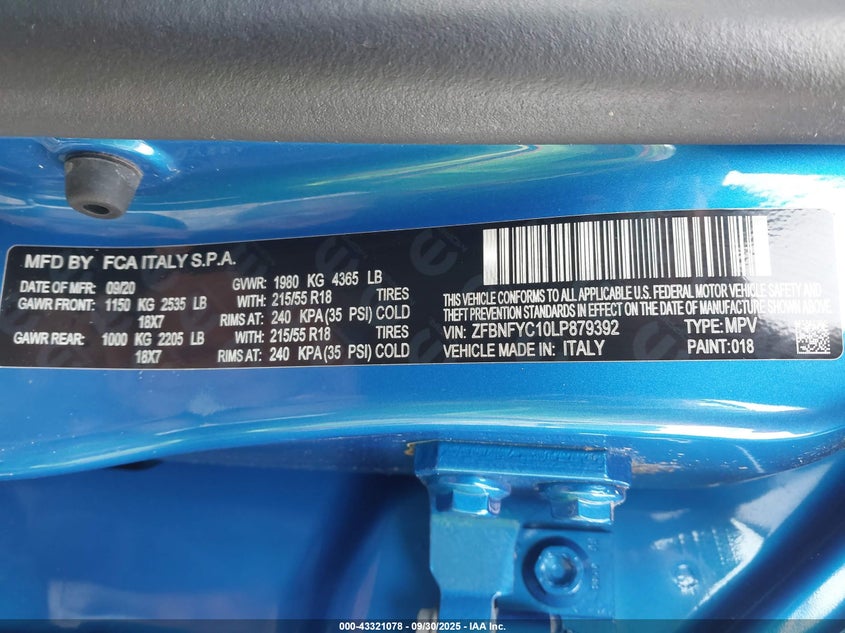 MFD BY FCA ITALY S.P.A.
DATE OF MFR: 09/20 GVWR: 1980 KG 4365 LB
GAWR FRONT: 1150 KG 2535 LB WITH: 215/55 R18 TIRES
18X7 RIMS AT: 240 KPA (35 PSI) COLD
GAWR REAR: 1000 KG 2205 LB WITH: 215/55 R18 TIRES
18X7 RIMS AT: 240 KPA (35 PSI) COLD
THIS VEHICLE CONFORMS TO ALL APPLICABLE U.S. FEDERAL MOTOR VEHICLE SAFETY AND
THEFT PREVENTION STANDARDS IN EFFECT ON THE DATE OF MANUFACTURE SHOWN ABOVE
VIN: ZFBNFYC10LP879392 TYPE: MPV
VEHICLE MADE IN: ITALY PAINT: 018
000-43321078 - 09/30/2025 - IAA Inc.